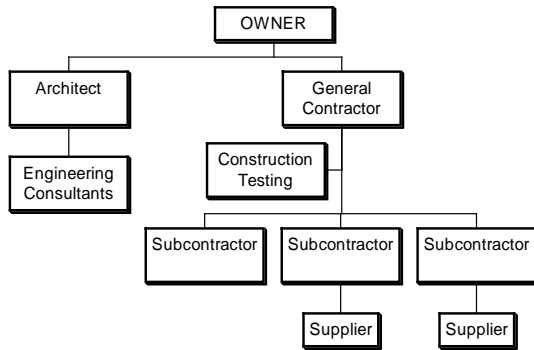 OWNER
Architect
General
Contractor
Construction
Testing
Engineering
Consultants
Subcontractor
Subcontractor
Subcontractor
Supplier
Supplier